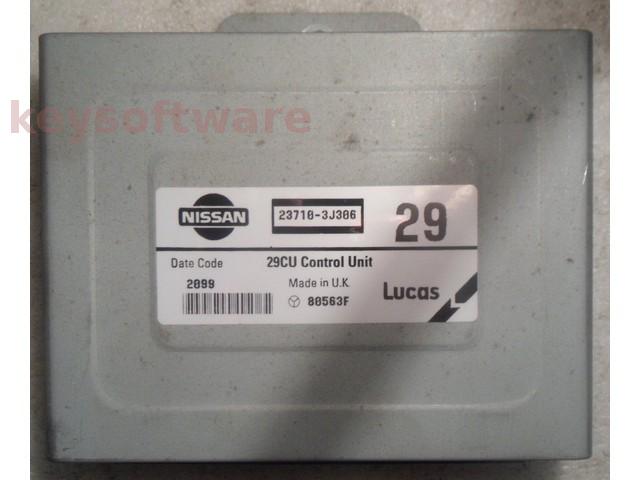 keysoftware
NISSAN
23710-3J306
29
Date Code
29CU Control Unit
2099
Made in U.K.
80563F
Lucas